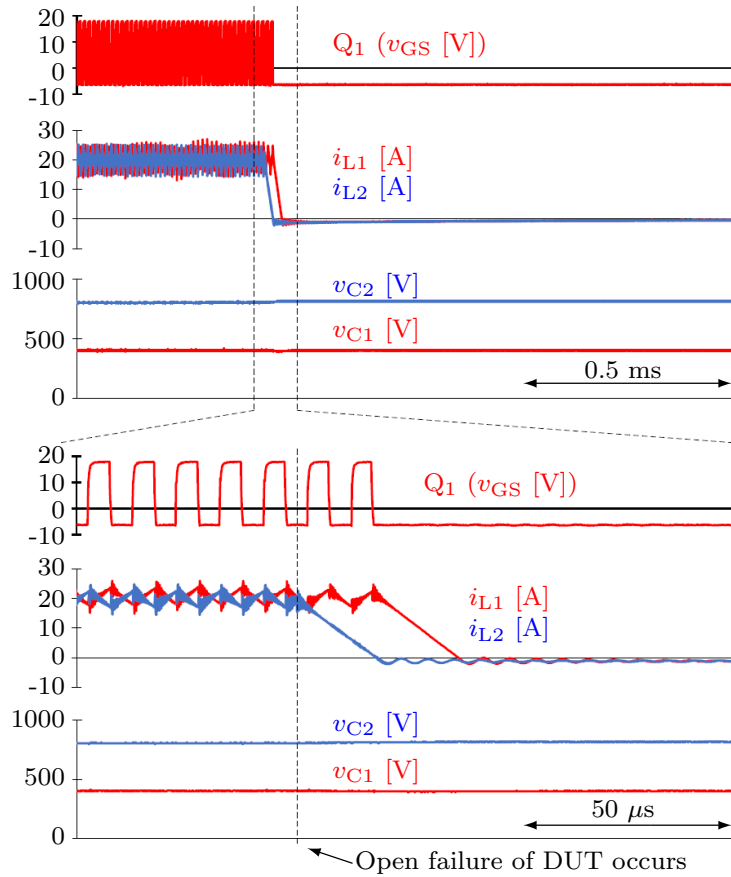 20
10
0
-10
Q1 (vGS [V])
30
20
10
0
-10
iL1 [A]
iL2 [A]
1000
500
0
vC2 [V]
vC1 [V]
0.5 ms
20
10
0
-10
Q1 (vGS [V])
30
20
10
0
-10
iL1 [A]
iL2 [A]
1000
500
0
vC2 [V]
vC1 [V]
50 μs
Open failure of DUT occurs